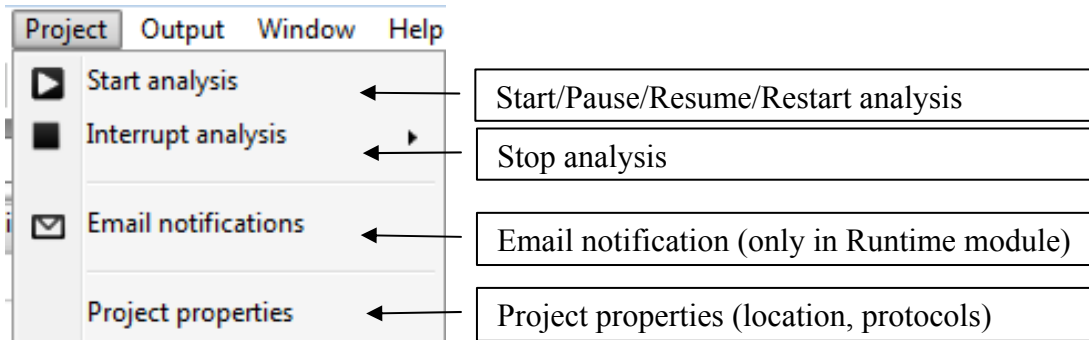 Project Output Window Help
Start analysis
Start/Pause/Resume/Restart analysis
Interrupt analysis
Stop analysis
Email notifications
Email notification (only in Runtime module)
Project properties
Project properties (location, protocols)